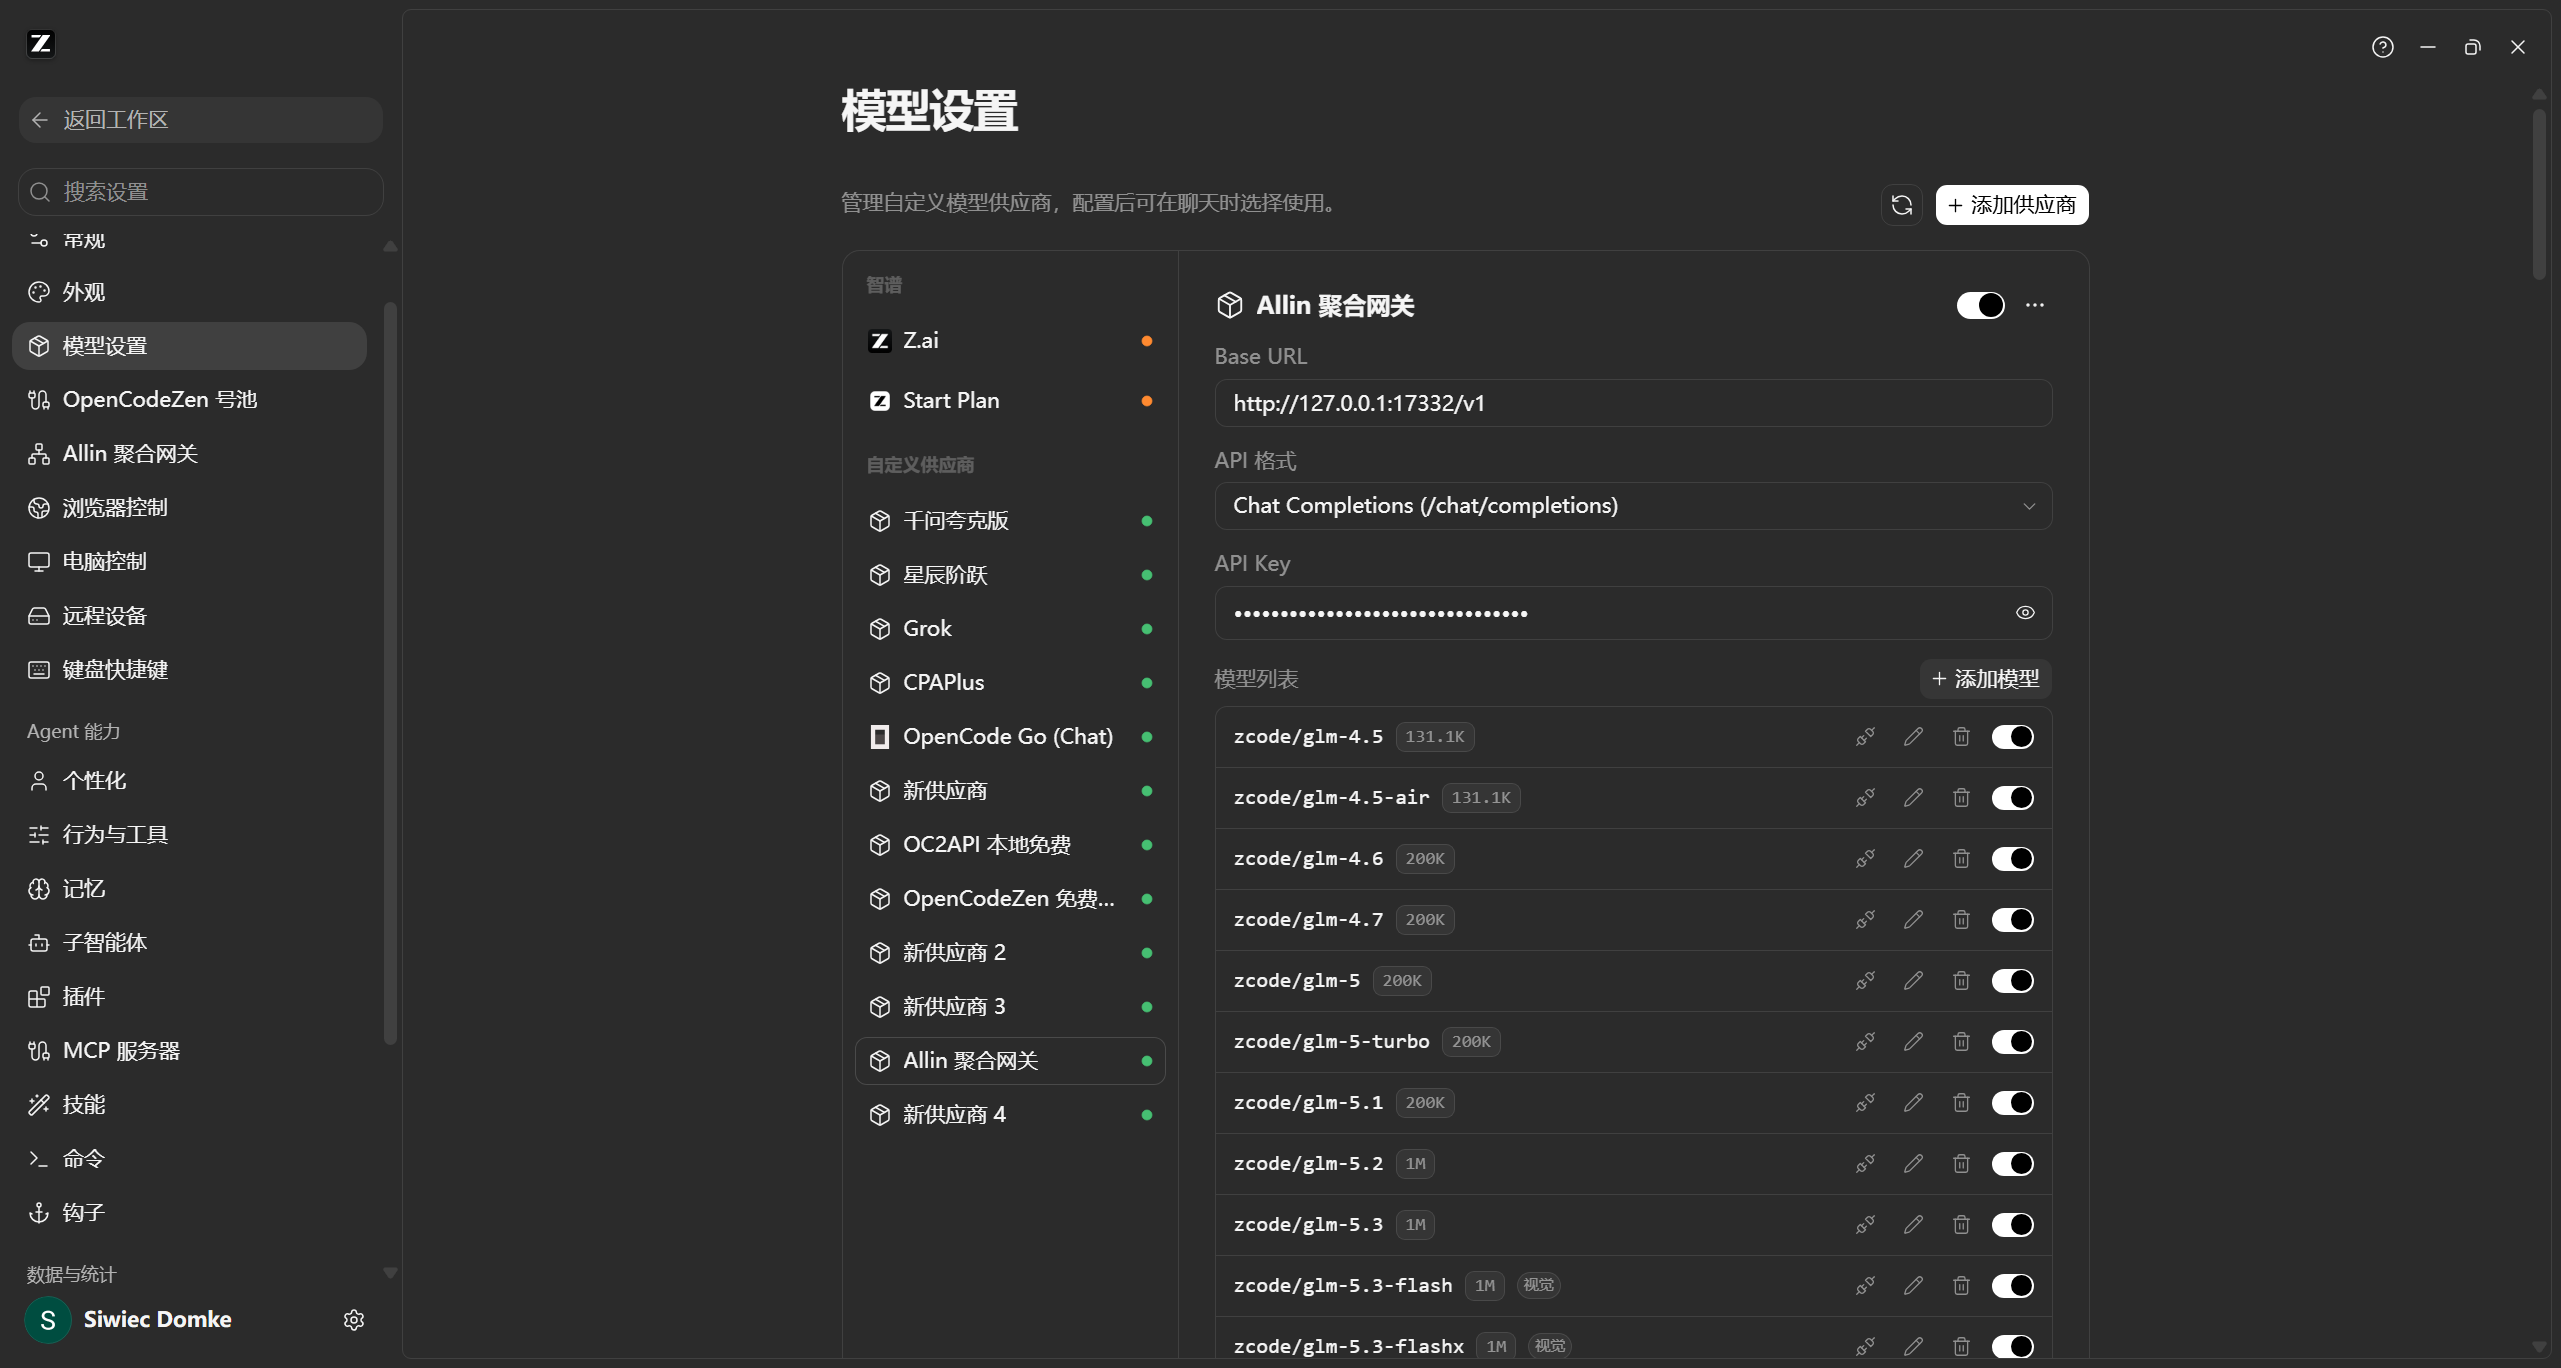 返回工作区
搜索设置
常规
外观
模型设置
OpenCodeZen 号池
Allin 聚合网关
浏览器控制
电脑控制
远程设备
键盘快捷键
Agent 能力
个性化
行为与工具
记忆
子智能体
插件
MCP 服务器
技能
命令
钩子
数据与统计
S Siwiec Domke
模型设置
管理自定义模型供应商，配置后可在聊天时选择使用。
+ 添加供应商
智谱
Z.ai
Start Plan
自定义供应商
千问夸克版
星辰阶跃
Grok
CPAPlus
OpenCode Go (Chat)
新供应商
OC2API 本地免费
OpenCodeZen 免费...
新供应商 2
新供应商 3
Allin 聚合网关
新供应商 4
Allin 聚合网关
Base URL
http://127.0.0.1:17332/v1
API 格式
Chat Completions (/chat/completions)
API Key
••••••••••••••••••••••••••••••••
模型列表
+ 添加模型
zcode/glm-4.5 131.1K
zcode/glm-4.5-air 131.1K
zcode/glm-4.6 200K
zcode/glm-4.7 200K
zcode/glm-5 200K
zcode/glm-5-turbo 200K
zcode/glm-5.1 200K
zcode/glm-5.2 1M
zcode/glm-5.3 1M
zcode/glm-5.3-flash 1M 视觉
zcode/glm-5.3-flashx 1M 视觉